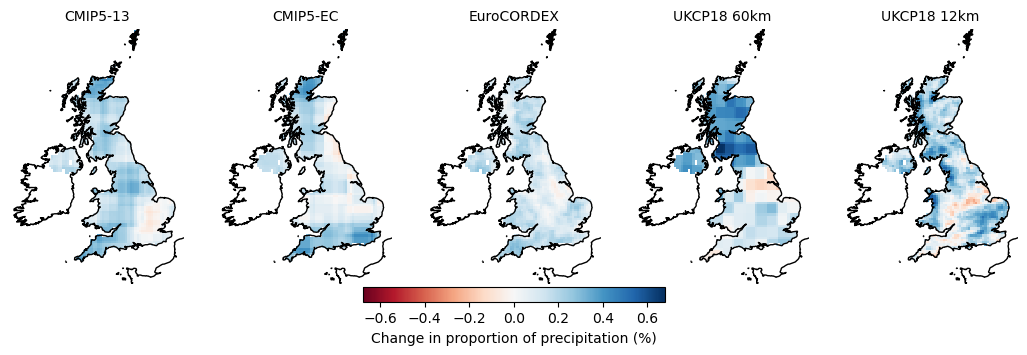 CMIP5-13 CMIP5-EC EuroCORDEX UKCP18 60km UKCP18 12km
−0.6 −0.4 −0.2 0.0 0.2 0.4 0.6
Change in proportion of precipitation (%)